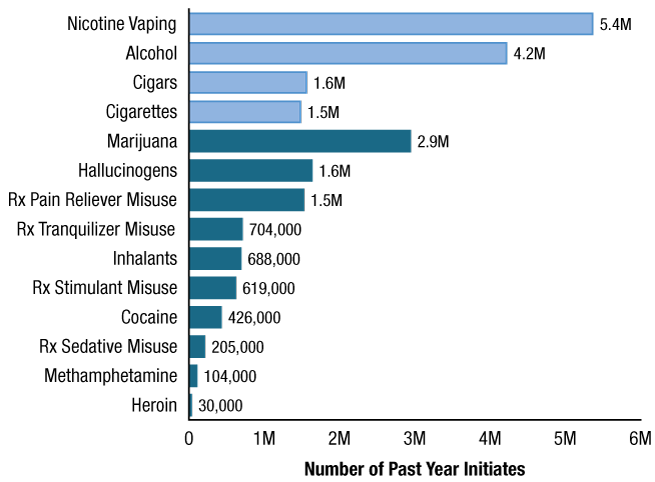 Nicotine Vaping 5.4M
Alcohol 4.2M
Cigars 1.6M
Cigarettes 1.5M
Marijuana 2.9M
Hallucinogens 1.6M
Rx Pain Reliever Misuse 1.5M
Rx Tranquilizer Misuse 704,000
Inhalants 688,000
Rx Stimulant Misuse 619,000
Cocaine 426,000
Rx Sedative Misuse 205,000
Methamphetamine 104,000
Heroin 30,000
0 1M 2M 3M 4M 5M 6M
Number of Past Year Initiates